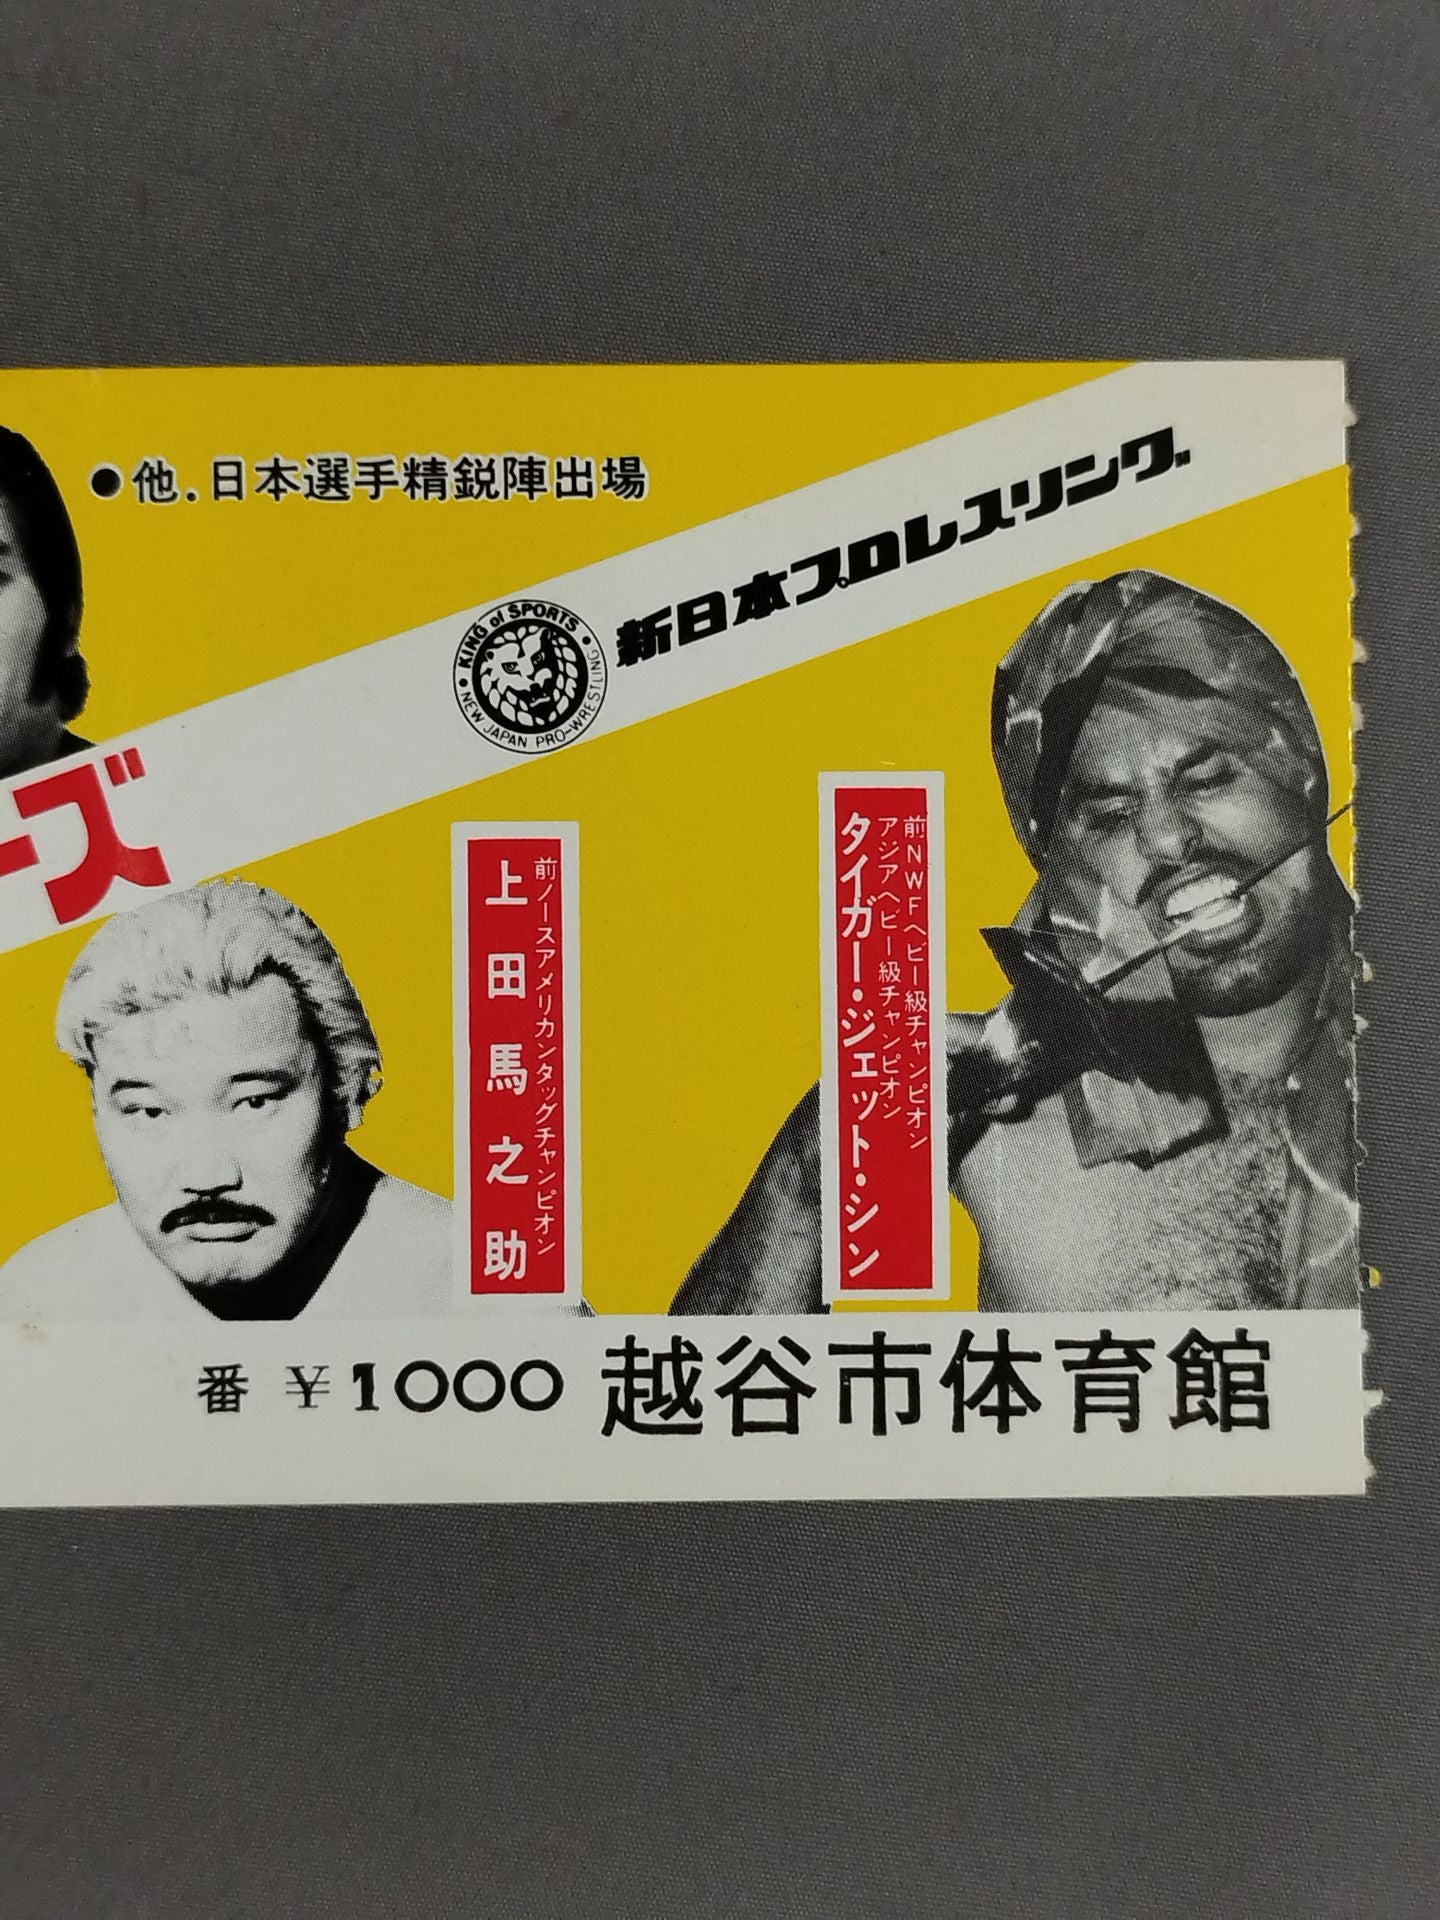 ●他.日本選手精鋭陣出場
新日本プロレスリング
KING of SPORTS
NEW JAPAN PRO-WRESTLING
ーズ
前NWFヘビー級チャンピオン
アジアヘビー級チャンピオン
タイガー・ジェット・シン
前ノースアメリカンタッグチャンピオン
上田馬之助
番 ¥1000 越谷市体育館